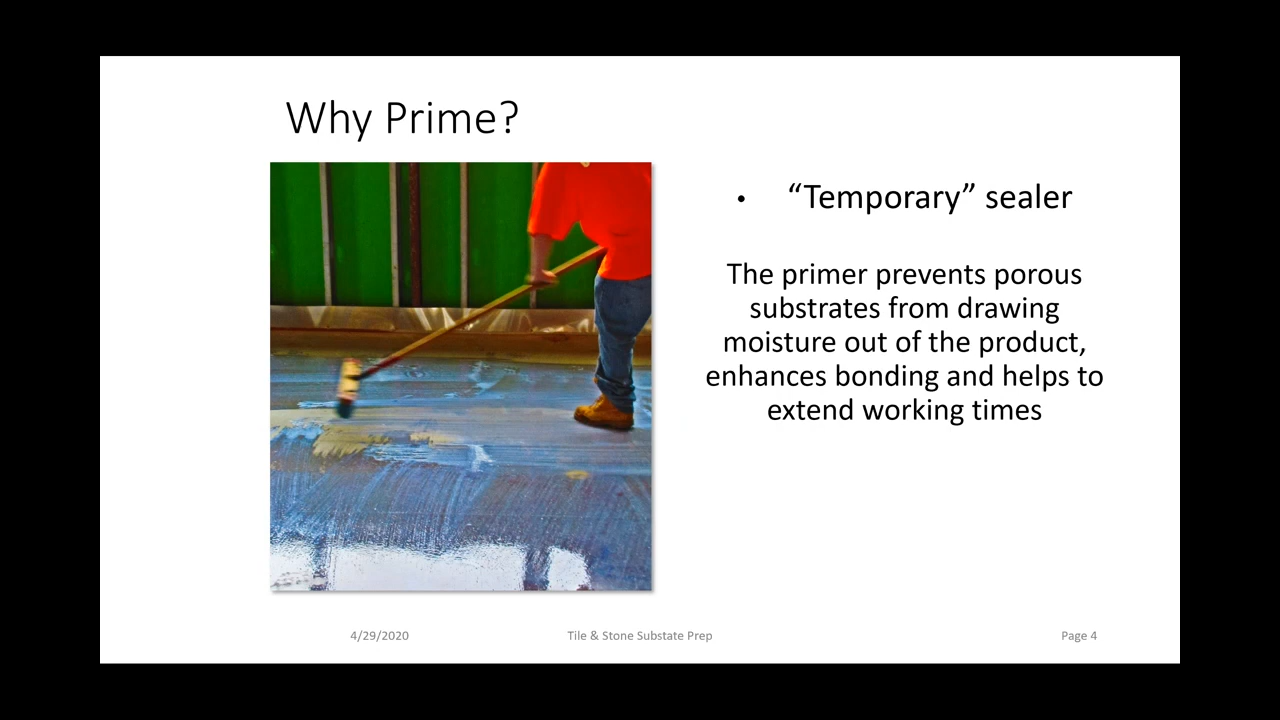 Why Prime?
• “Temporary” sealer
The primer prevents porous
substrates from drawing
moisture out of the product,
enhances bonding and helps to
extend working times
4/29/2020
Tile & Stone Substate Prep
Page 4